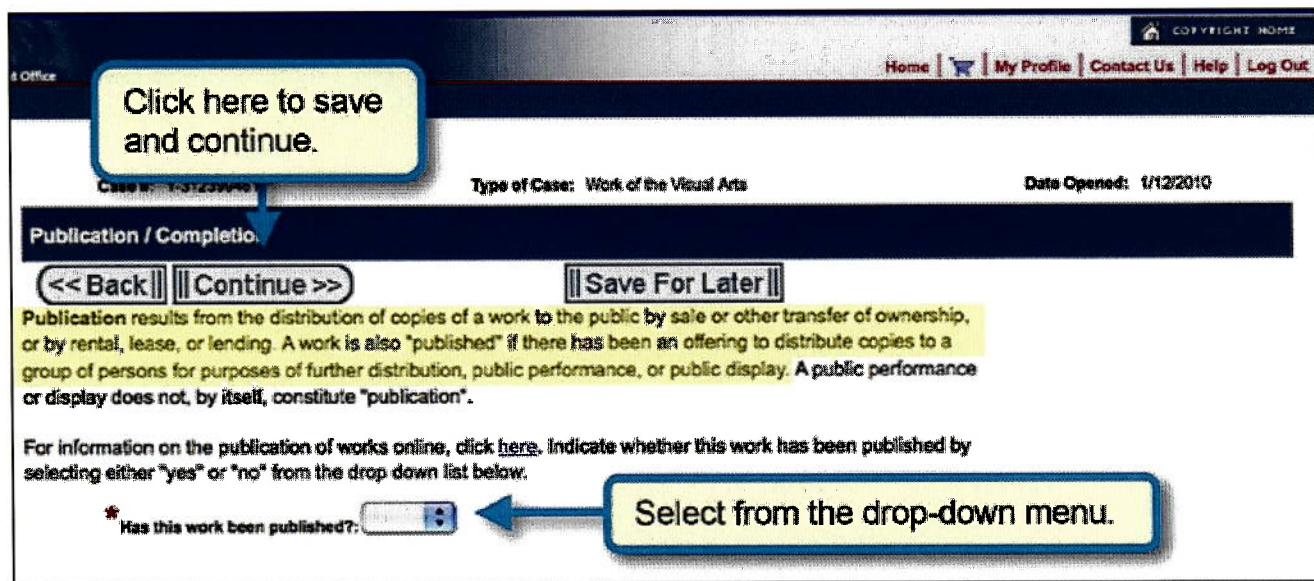 COPYRIGHT HOME
t Office
Home | My Profile | Contact Us | Help | Log Out
Click here to save
and continue.
Type of Case: Work of the Visual Arts
Date Opened: 1/12/2010
Publication / Completio
<< Back
Continue >>
Save For Later
Publication results from the distribution of copies of a work to the public by sale or other transfer of ownership,
or by rental, lease, or lending. A work is also "published" if there has been an offering to distribute copies to a
group of persons for purposes of further distribution, public performance, or public display. A public performance
or display does not, by itself, constitute "publication".
For information on the publication of works online, click here. Indicate whether this work has been published by
selecting either "yes" or "no" from the drop down list below.
* Has this work been published?:
Select from the drop-down menu.